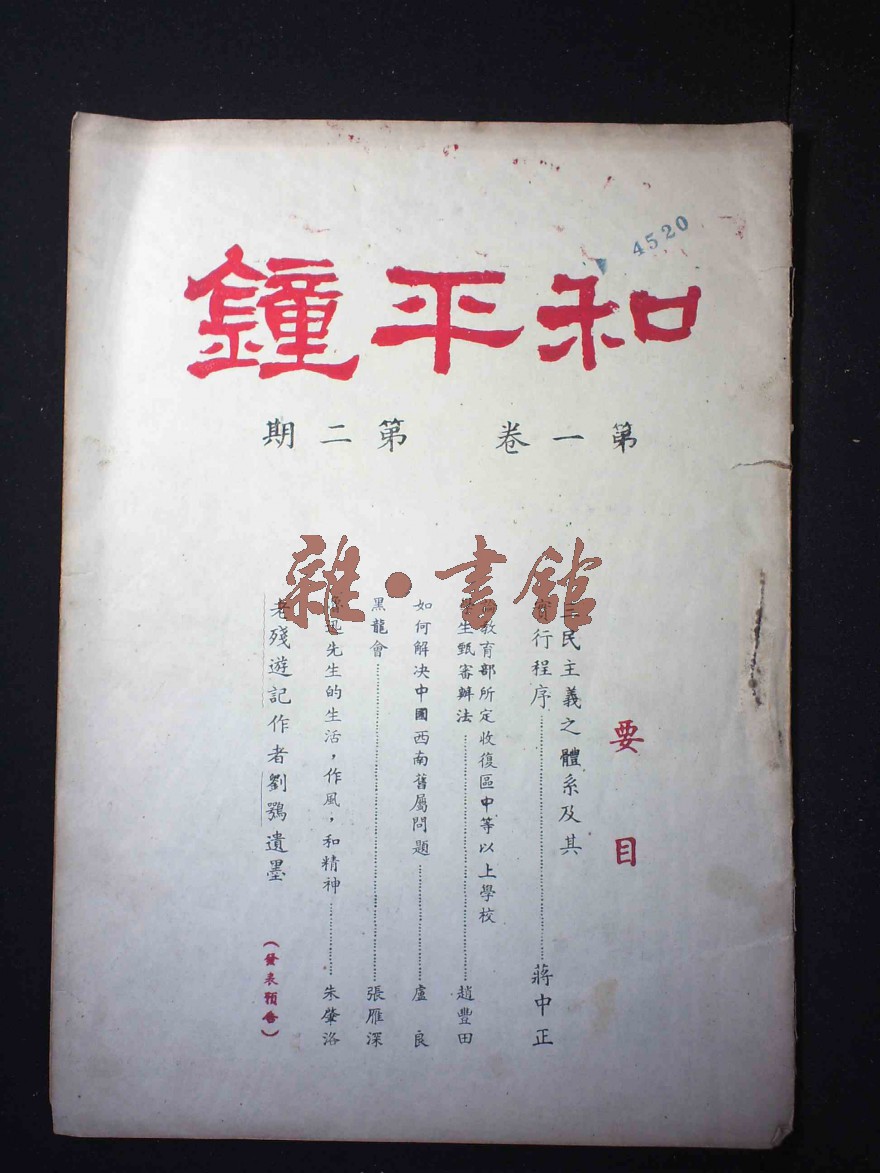 4520
和平鐘
第一卷 第二期
雜·書館
要目
三民主義之體系及其
實行程序……蔣中正
教育部所定收復區中等以上學校
學生甄審辦法……趙豐田
如何解決中國西南舊屬問題……盧良
黑龍會……張雁深
先生的生活,作風,和精神……朱肇洛
老殘遊記作者劉鶚遺墨
(發表預告)